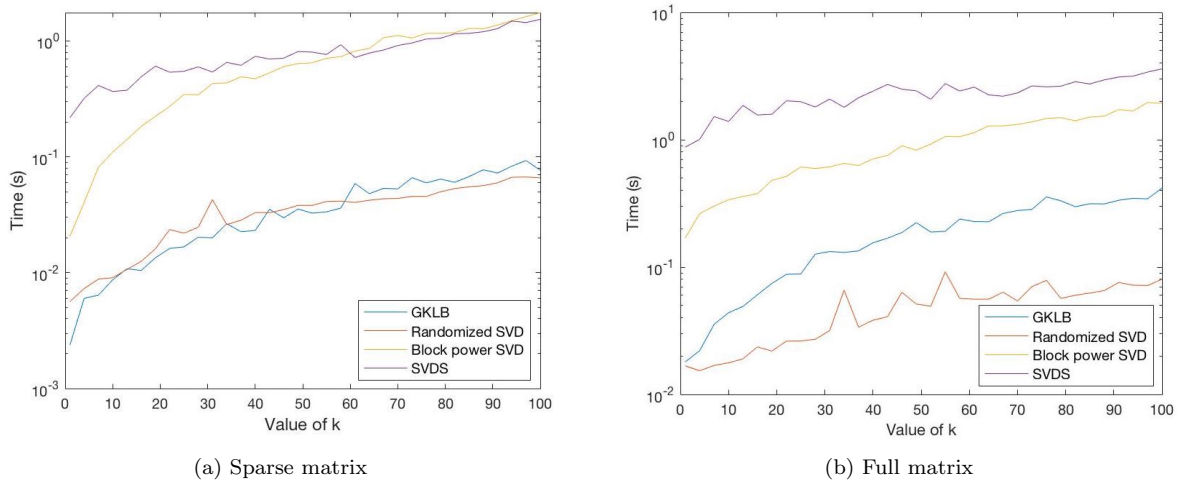 10^0
10^-1
10^-2
10^-3
Time (s)
0 10 20 30 40 50 60 70 80 90 100
Value of k
GKLB
Randomized SVD
Block power SVD
SVDS
(a) Sparse matrix
10^1
10^0
10^-1
10^-2
Time (s)
0 10 20 30 40 50 60 70 80 90 100
Value of k
GKLB
Randomized SVD
Block power SVD
SVDS
(b) Full matrix